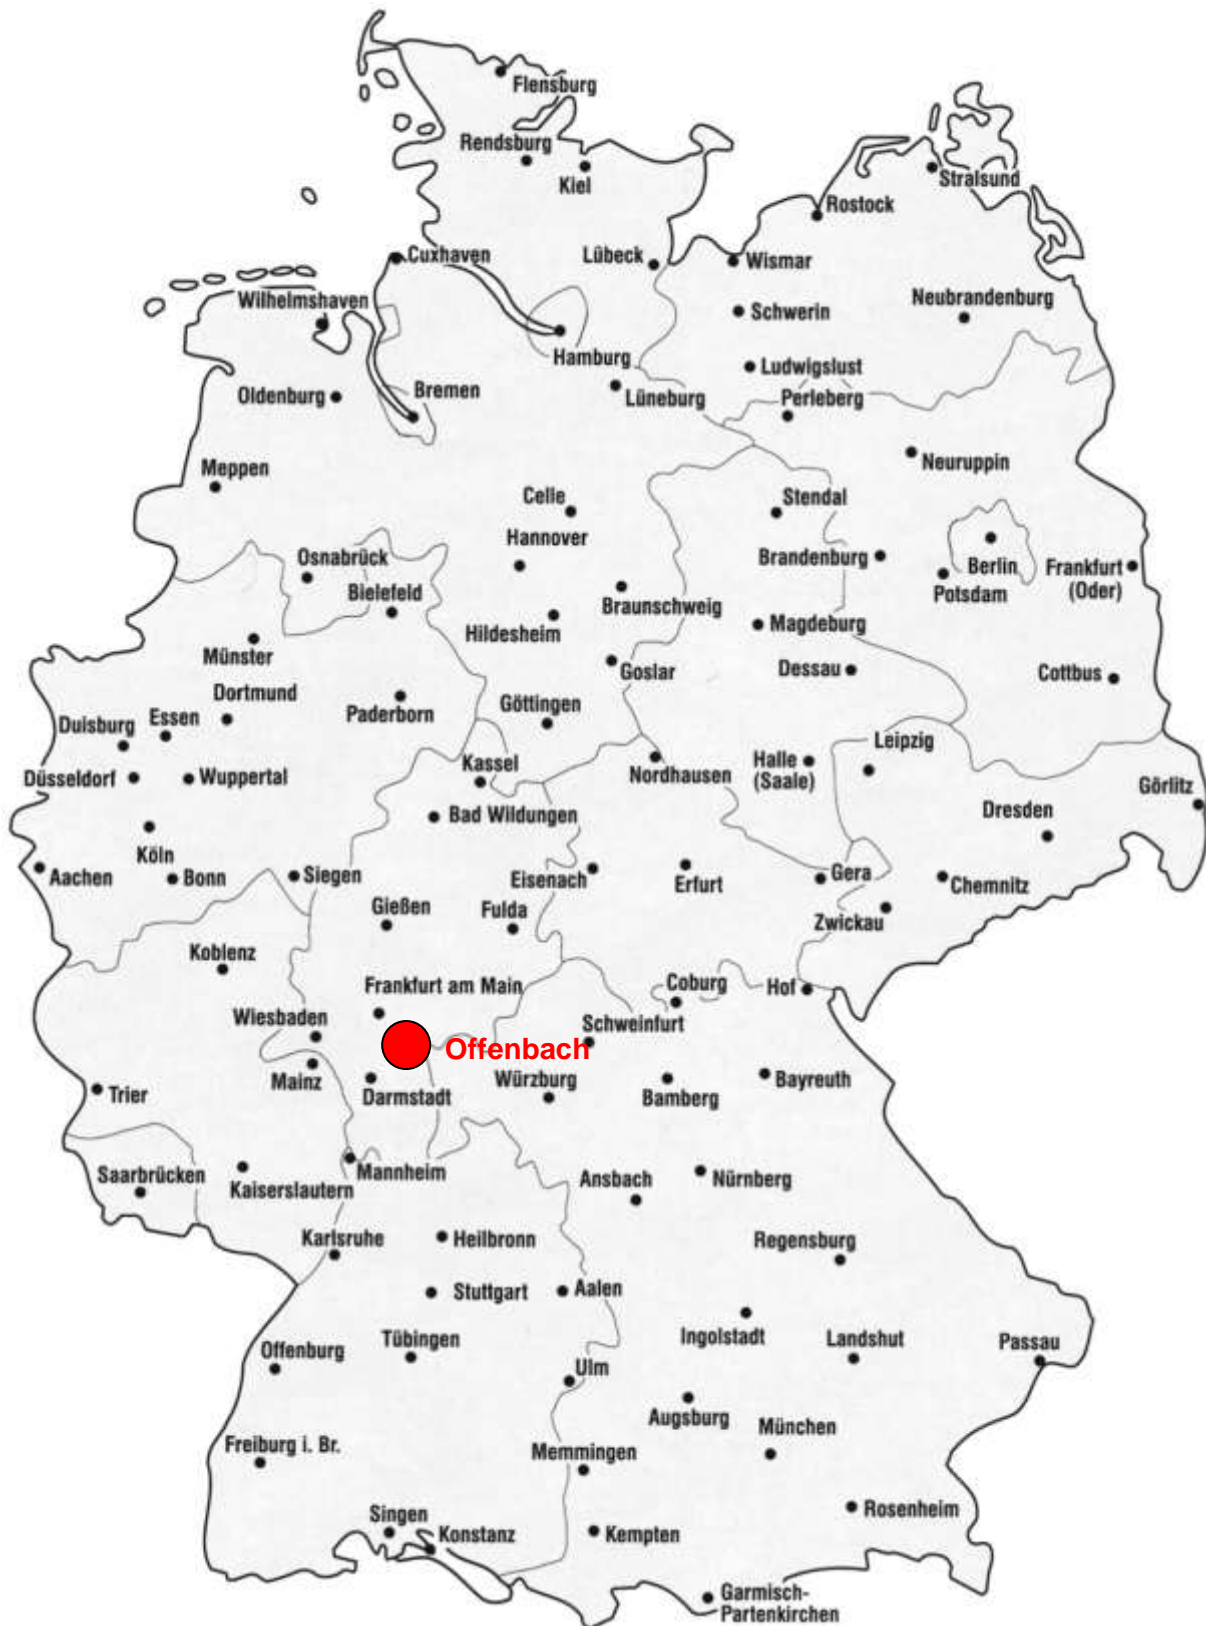 Flensburg
Rendsburg
Kiel
Stralsund
Rostock
Cuxhaven
Lübeck
Wismar
Wilhelmshaven
Schwerin
Neubrandenburg
Hamburg
Ludwigslust
Oldenburg
Bremen
Lüneburg
Perleberg
Meppen
Neuruppin
Celle
Stendal
Hannover
Osnabrück
Brandenburg
Berlin
Frankfurt
(Oder)
Bielefeld
Potsdam
Braunschweig
Hildesheim
Magdeburg
Münster
Goslar
Dessau
Cottbus
Dortmund
Paderborn
Göttingen
Duisburg
Essen
Leipzig
Düsseldorf
Wuppertal
Kassel
Nordhausen
Halle
(Saale)
Görlitz
Bad Wildungen
Dresden
Köln
Aachen
Bonn
Siegen
Eisenach
Erfurt
Gera
Chemnitz
Gießen
Fulda
Zwickau
Koblenz
Frankfurt am Main
Coburg
Hof
Wiesbaden
Schweinfurt
Offenbach
Mainz
Würzburg
Bayreuth
Trier
Darmstadt
Bamberg
Saarbrücken
Mannheim
Kaiserslautern
Ansbach
Nürnberg
Karlsruhe
Heilbronn
Regensburg
Stuttgart
Aalen
Offenburg
Tübingen
Ingolstadt
Landshut
Passau
Ulm
Augsburg
München
Freiburg i. Br.
Memmingen
Singen
Konstanz
Kempten
Rosenheim
Garmisch-
Partenkirchen